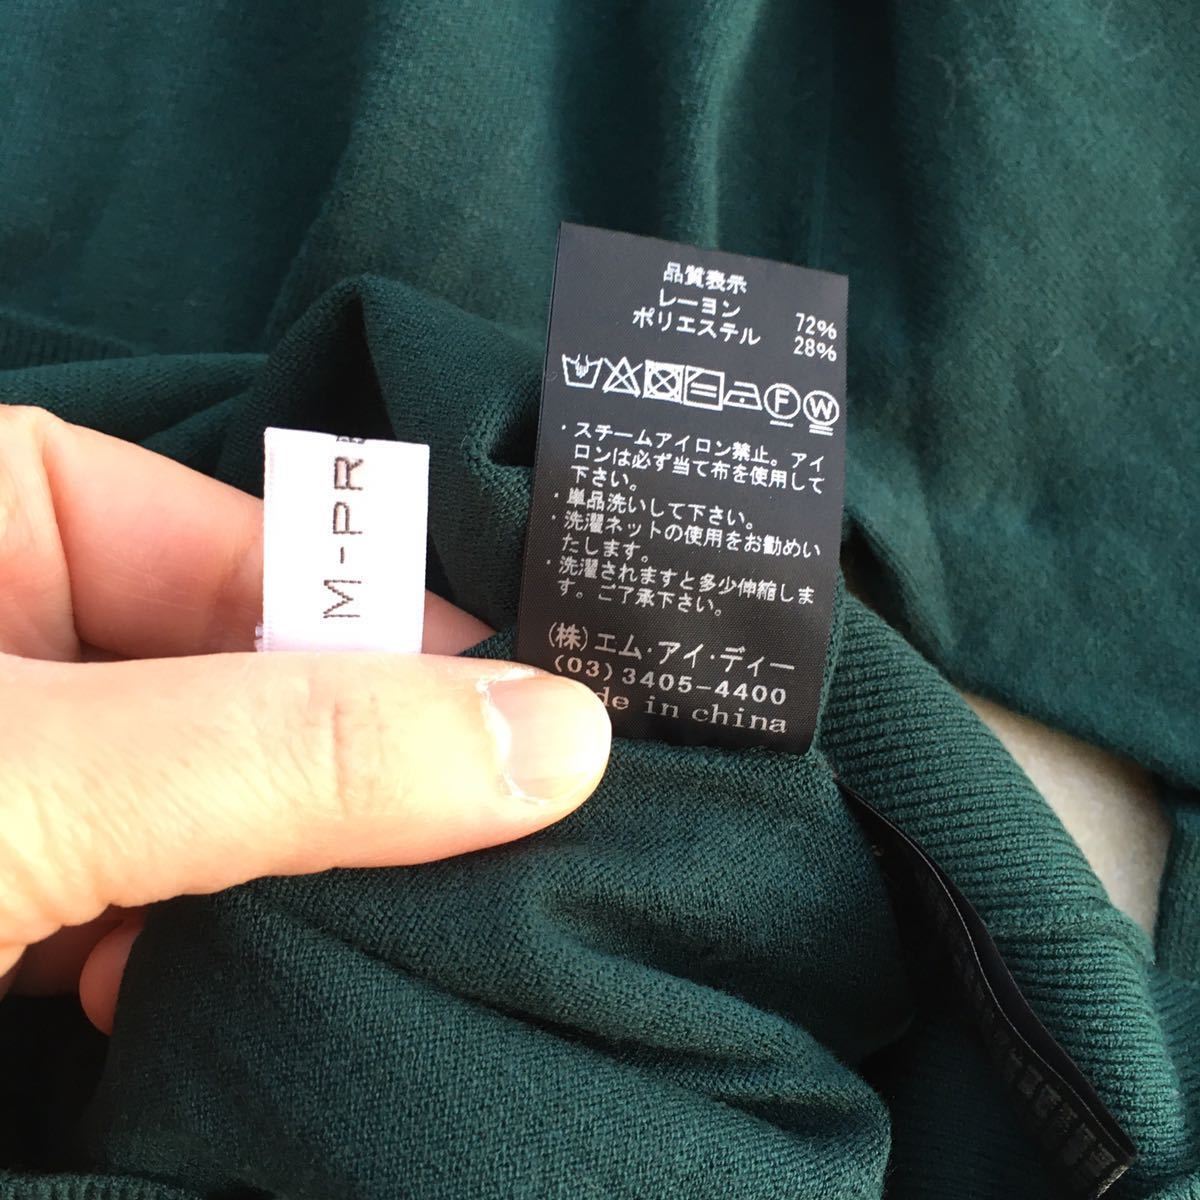 品質表示
レーヨン 72%
ポリエステル 28%
F W
・スチームアイロン禁止。アイ
ロンは必ず当て布を使用して
下さい。
・単品洗いして下さい。
・洗濯ネットの使用をお勧めい
たします。
・洗濯されますと多少伸縮しま
す。ご了承下さい。
(株)エム・アイ・ディー
(03)3405-4400
in china
M-PR